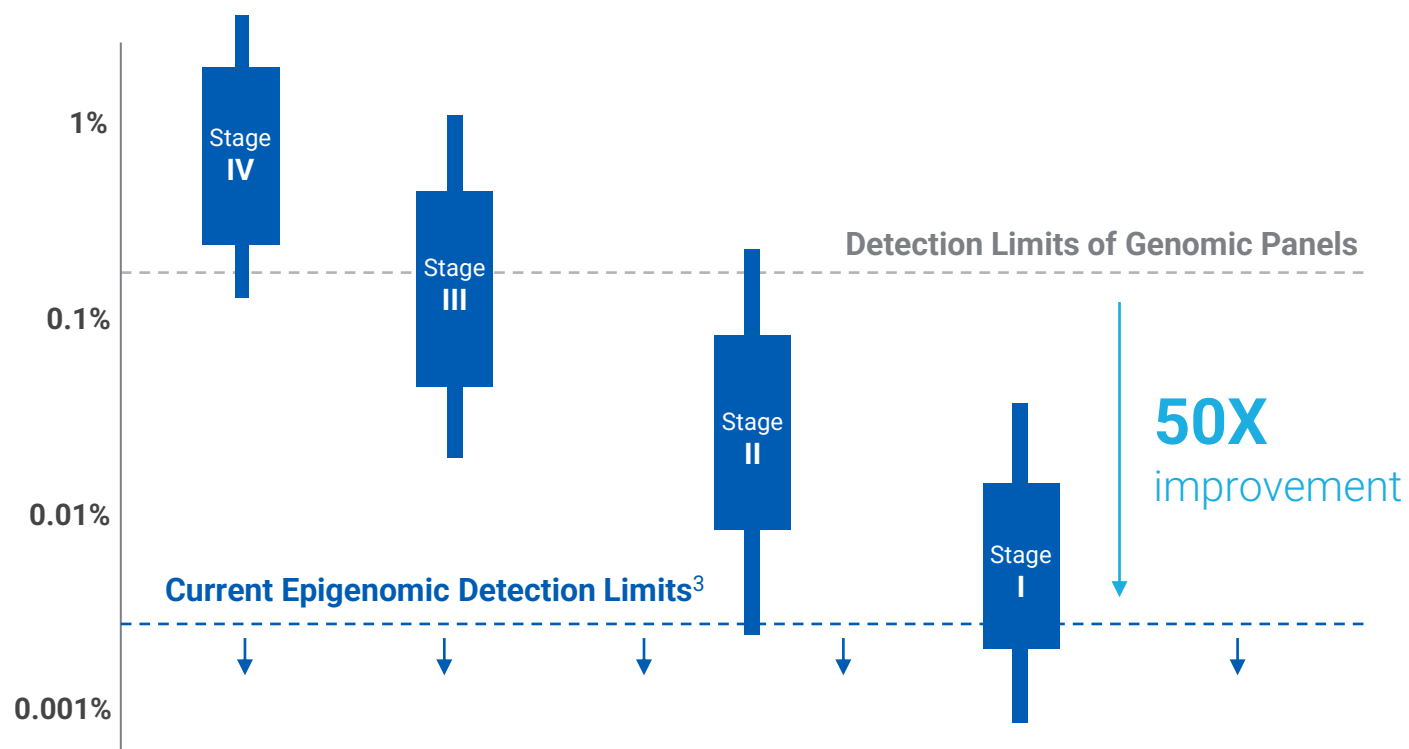 1%
Stage
IV
Detection Limits of Genomic Panels
Stage
III
0.1%
50X
Stage
II
improvement
0.01%
Stage
I
Current Epigenomic Detection Limits3
0.001%